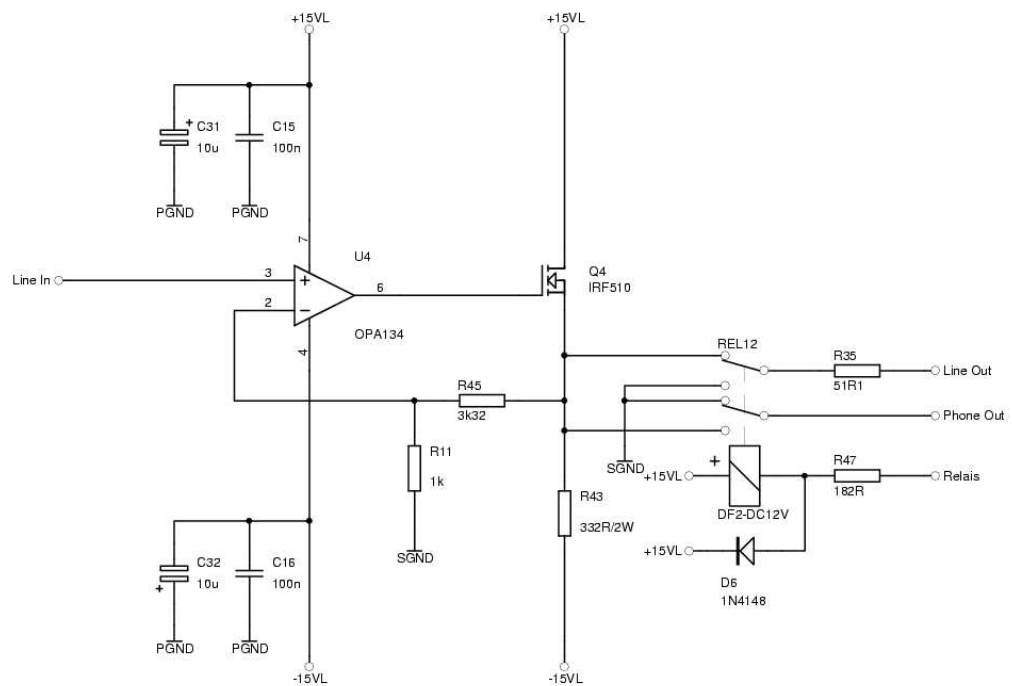 +15VL
+15VL
+
C31
10u
C15
100n
PGND
PGND
7
U4
Line In
3
+
2
−
6
OPA134
4
Q4
IRF510
REL12
R35
51R1
Line Out
R45
3k32
Phone Out
R11
1k
SGND
+
+15VL
R47
182R
Relais
DF2-DC12V
R43
332R/2W
SGND
+15VL
D6
1N4148
C32
10u
+
C16
100n
PGND
PGND
-15VL
-15VL